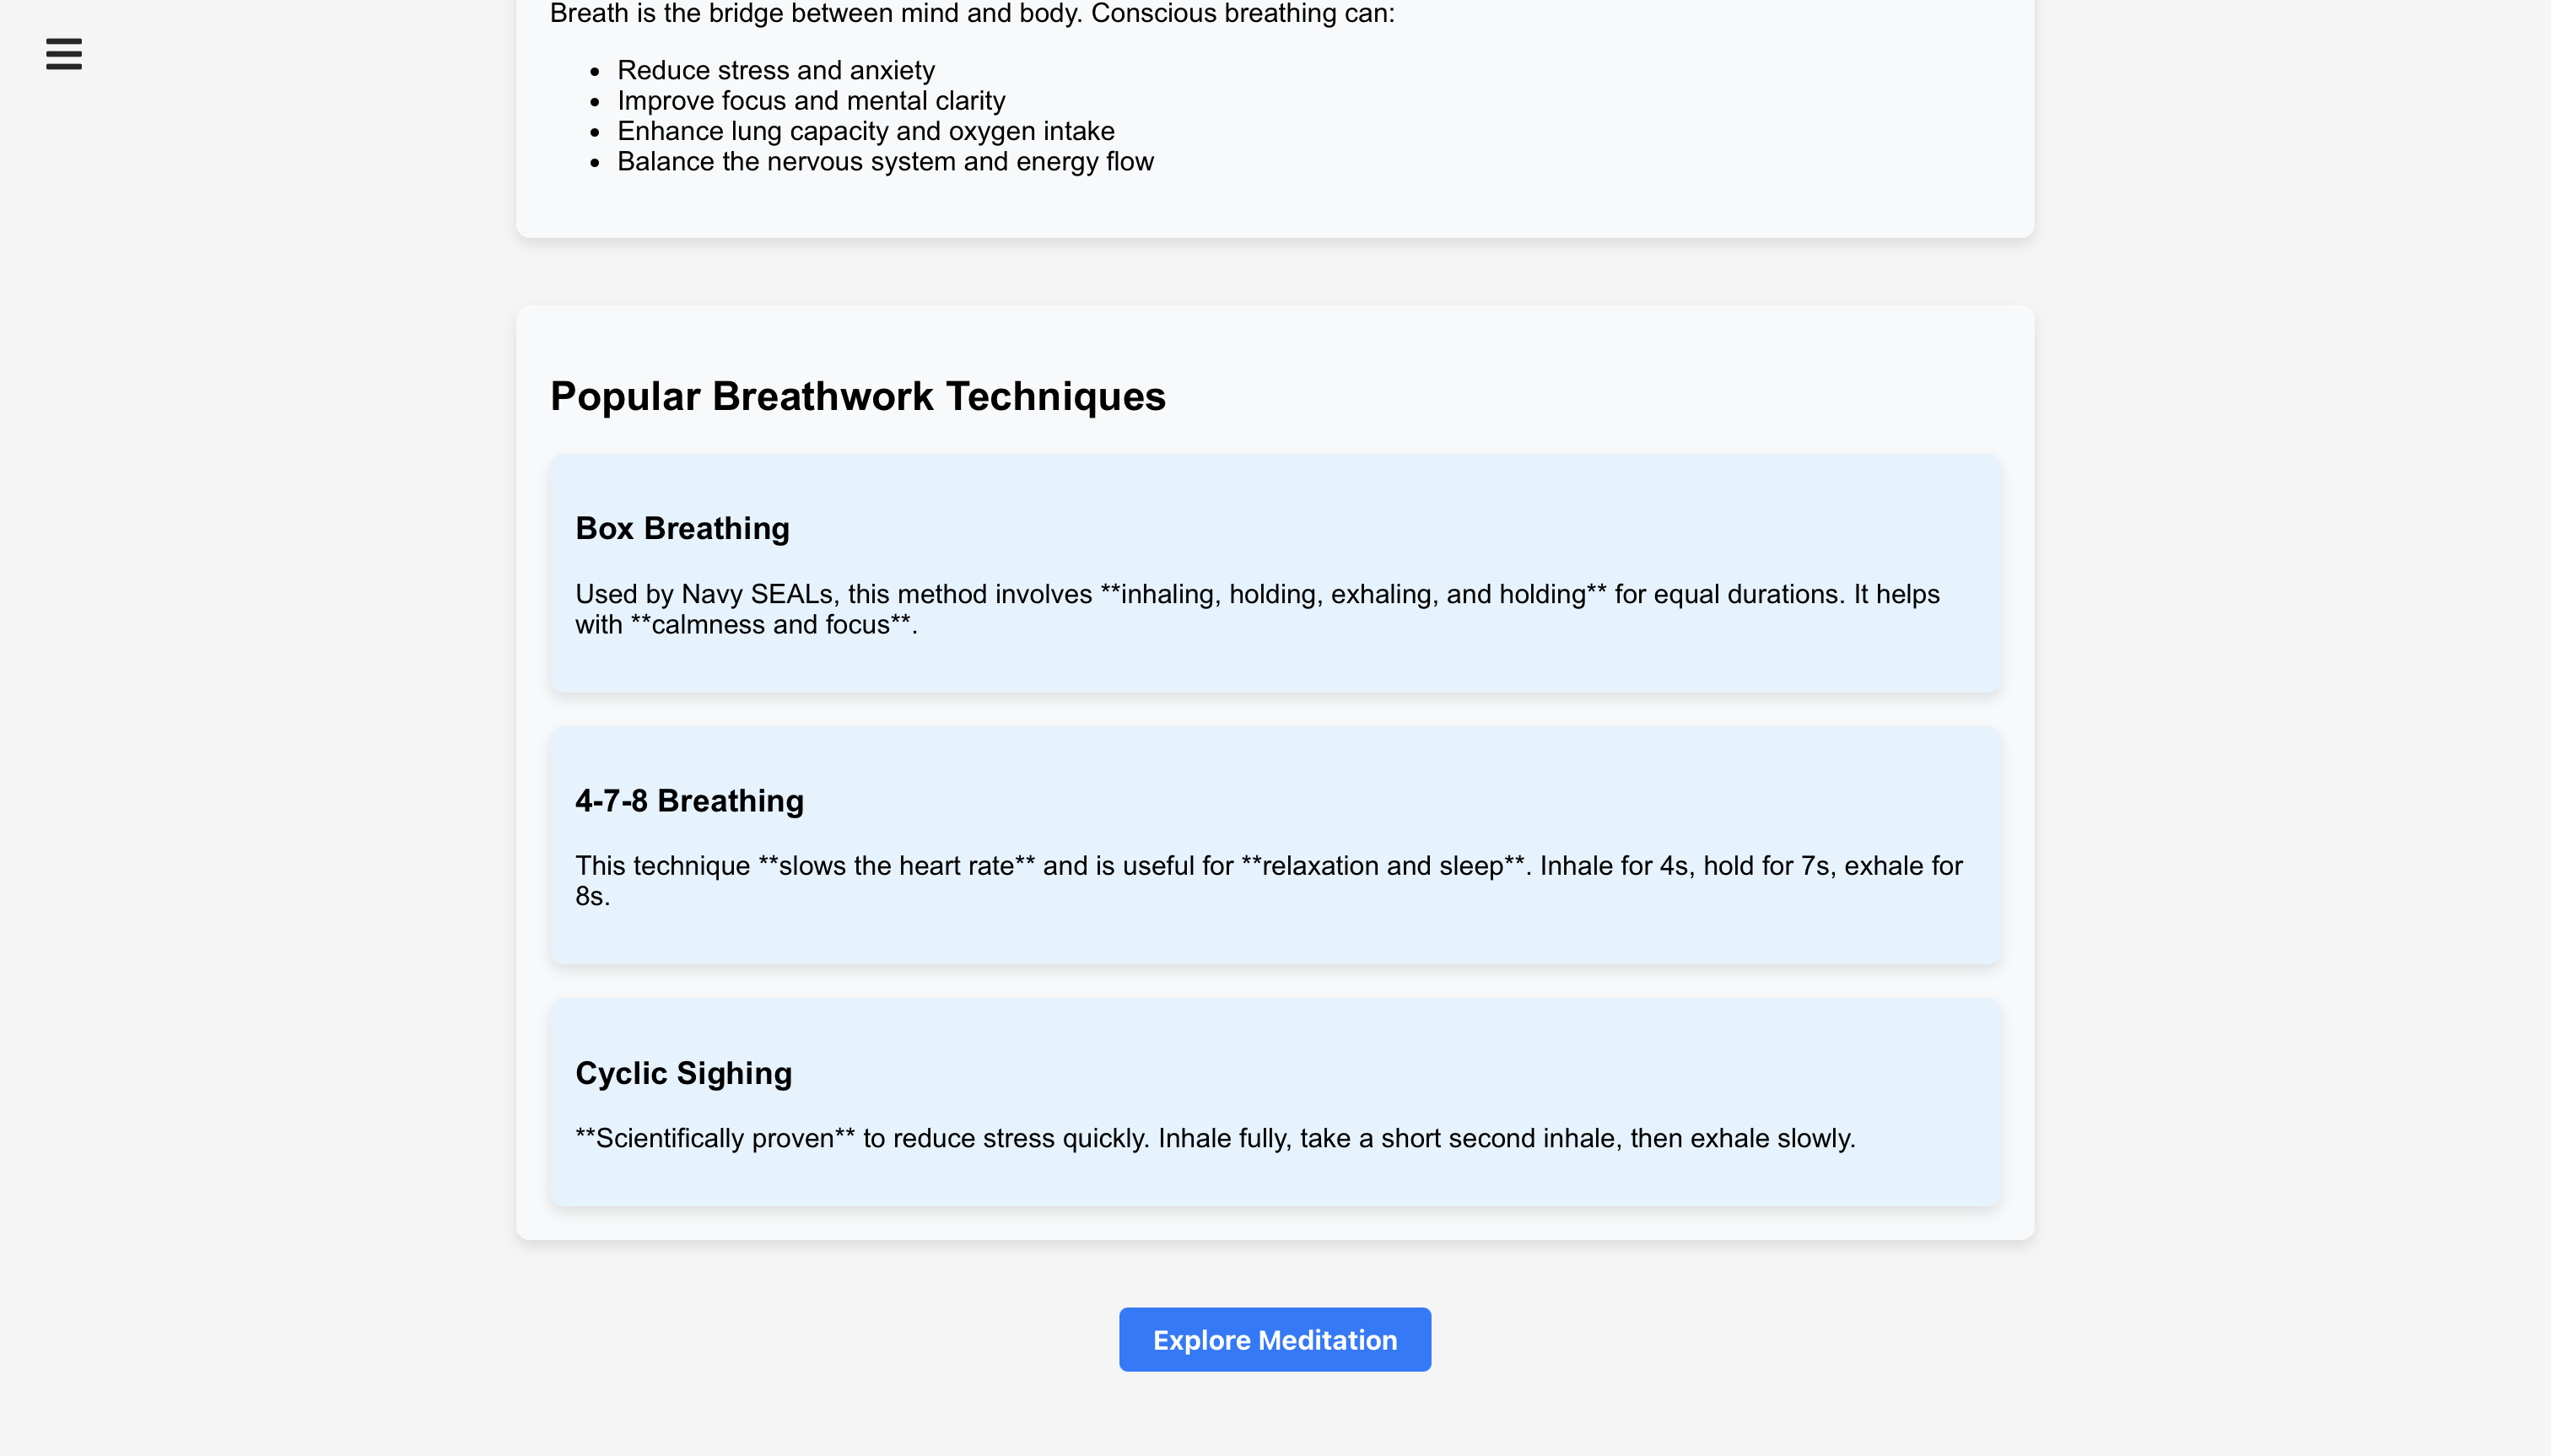 Breath is the bridge between mind and body. Conscious breathing can:
• Reduce stress and anxiety
• Improve focus and mental clarity
• Enhance lung capacity and oxygen intake
• Balance the nervous system and energy flow
Popular Breathwork Techniques
Box Breathing
Used by Navy SEALs, this method involves **inhaling, holding, exhaling, and holding** for equal durations. It helps
with **calmness and focus**.
4-7-8 Breathing
This technique **slows the heart rate** and is useful for **relaxation and sleep**. Inhale for 4s, hold for 7s, exhale for
8s.
Cyclic Sighing
**Scientifically proven** to reduce stress quickly. Inhale fully, take a short second inhale, then exhale slowly.
Explore Meditation